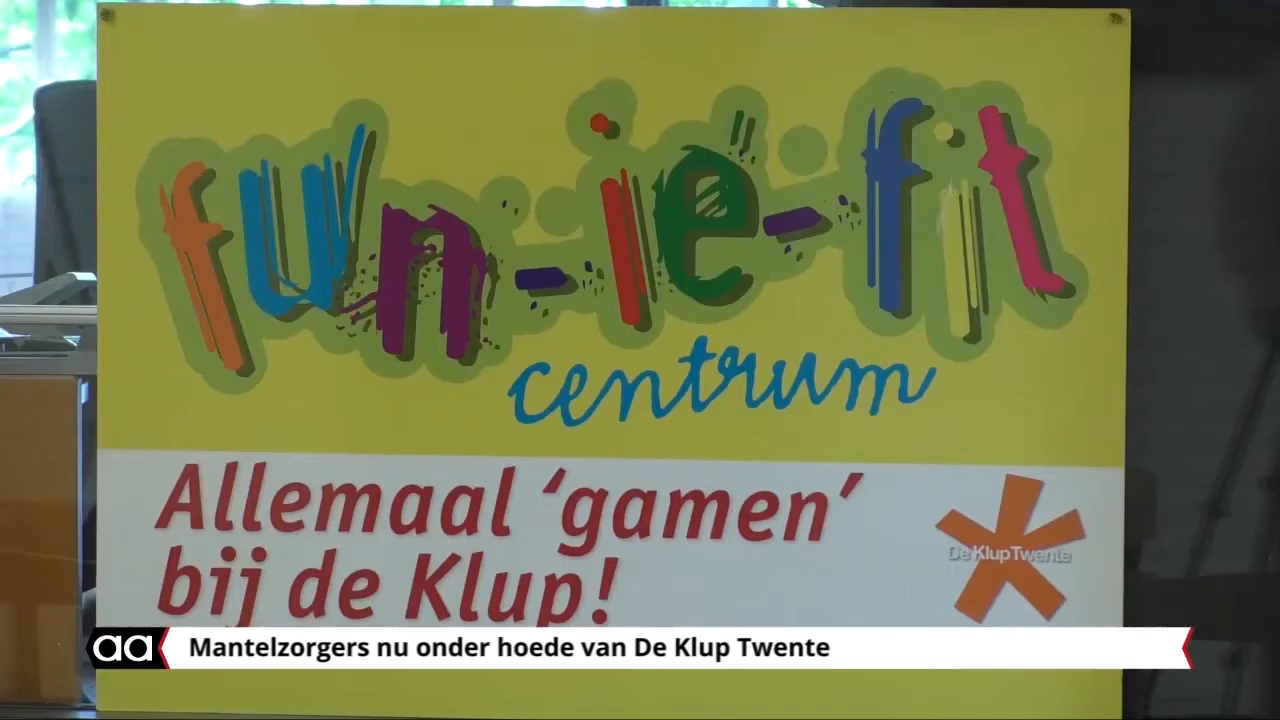 fun-ie-fit
centrum
Allemaal ‘gamen’
bij de Klup!
De Klup Twente
aa
Mantelzorgers nu onder hoede van De Klup Twente